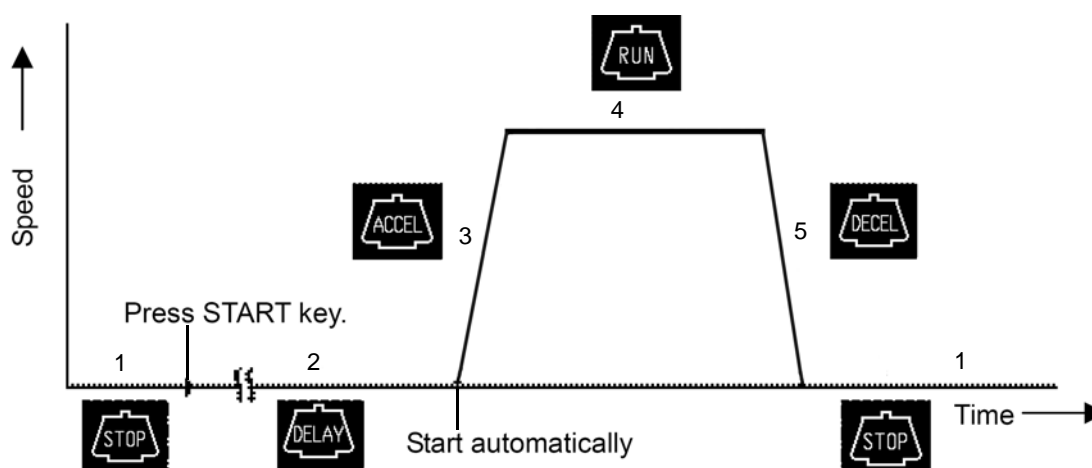 RUN
4
Speed
ACCEL
3
5
DECEL
Press START key.
1
2
1
STOP
DELAY
Start automatically
STOP
Time